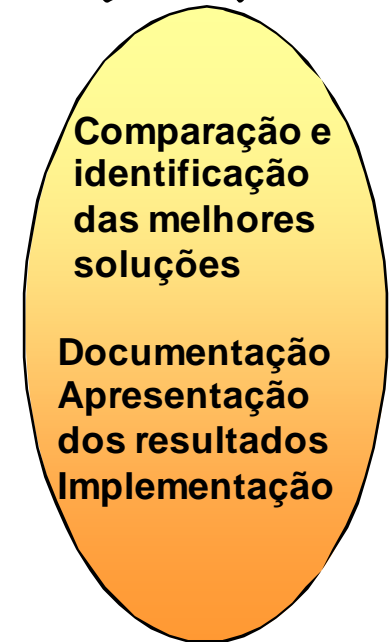 Comparação e
identificação
das melhores
soluções
Documentação
Apresentação
dos resultados
Implementação